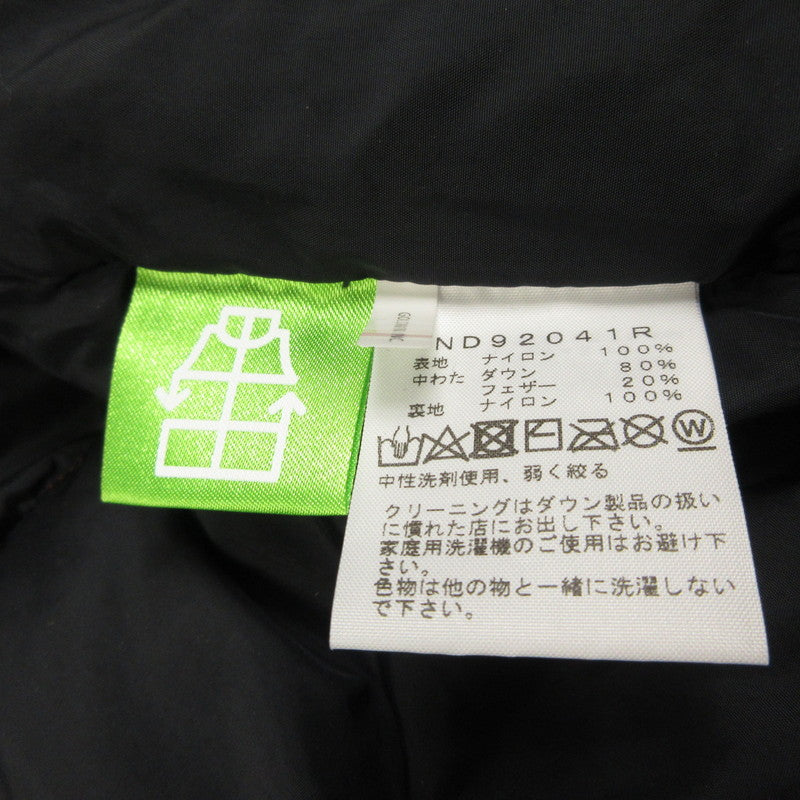 GOLDWIN INC
ND92041R
表地 ナイロン 100%
中わた ダウン 80%
フェザー 20%
裏地 ナイロン 100%
W
中性洗剤使用、弱く絞る
クリーニングはダウン製品の扱い
に慣れた店にお出し下さい。
家庭用洗濯機のご使用はお避け下
さい。
色物は他の物と一緒に洗濯しない
で下さい。